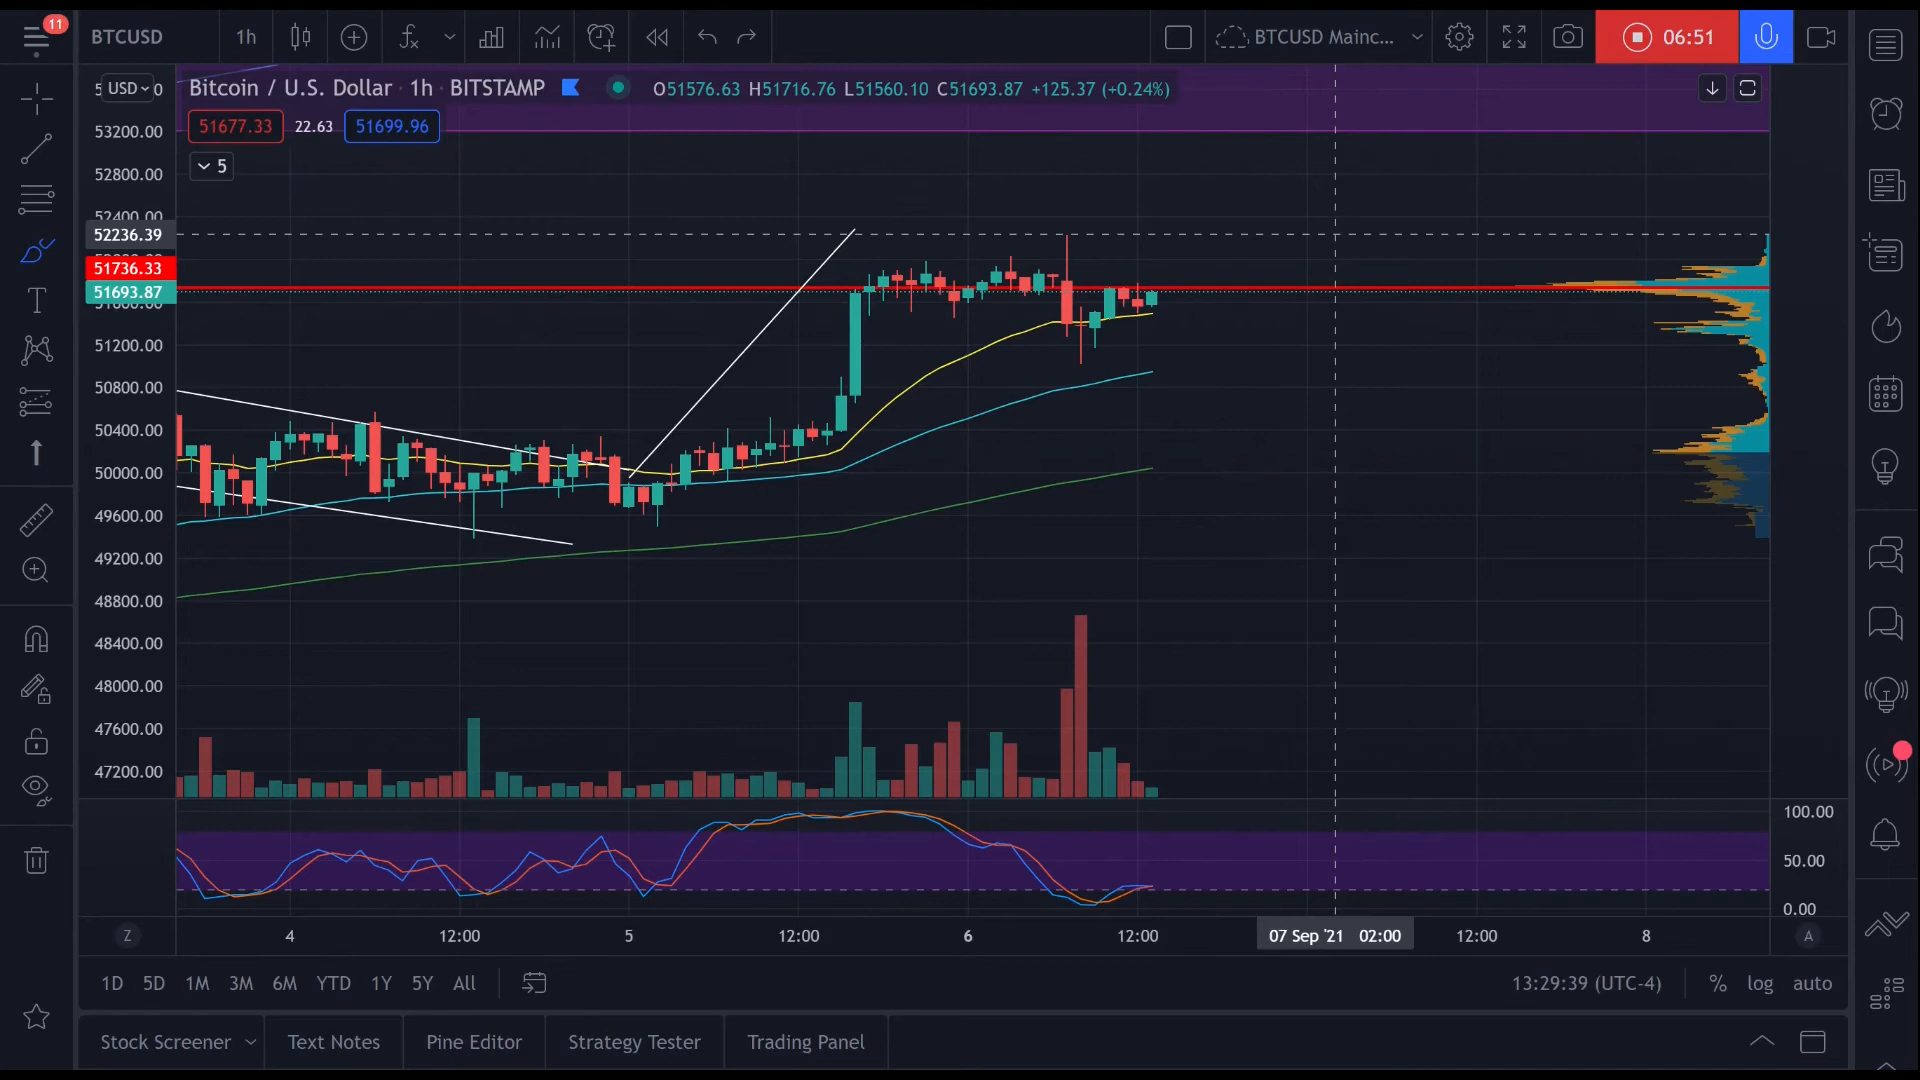 11
BTCUSD
1h
BTCUSD Mainc...
06:51
USD
Bitcoin / U.S. Dollar · 1h · BITSTAMP
O51576.63 H51716.76 L51560.10 C51693.87 +125.37 (+0.24%)
51677.33
22.63
51699.96
5
53200.00
52800.00
52400.00
52236.39
51736.33
51693.87
51600.00
51200.00
50800.00
50400.00
50000.00
49600.00
49200.00
48800.00
48400.00
48000.00
47600.00
47200.00
100.00
50.00
0.00
Z
4
12:00
5
12:00
6
12:00
07 Sep '21 02:00
12:00
8
A
1D
5D
1M
3M
6M
YTD
1Y
5Y
All
13:29:39 (UTC-4)
%
log
auto
Stock Screener
Text Notes
Pine Editor
Strategy Tester
Trading Panel